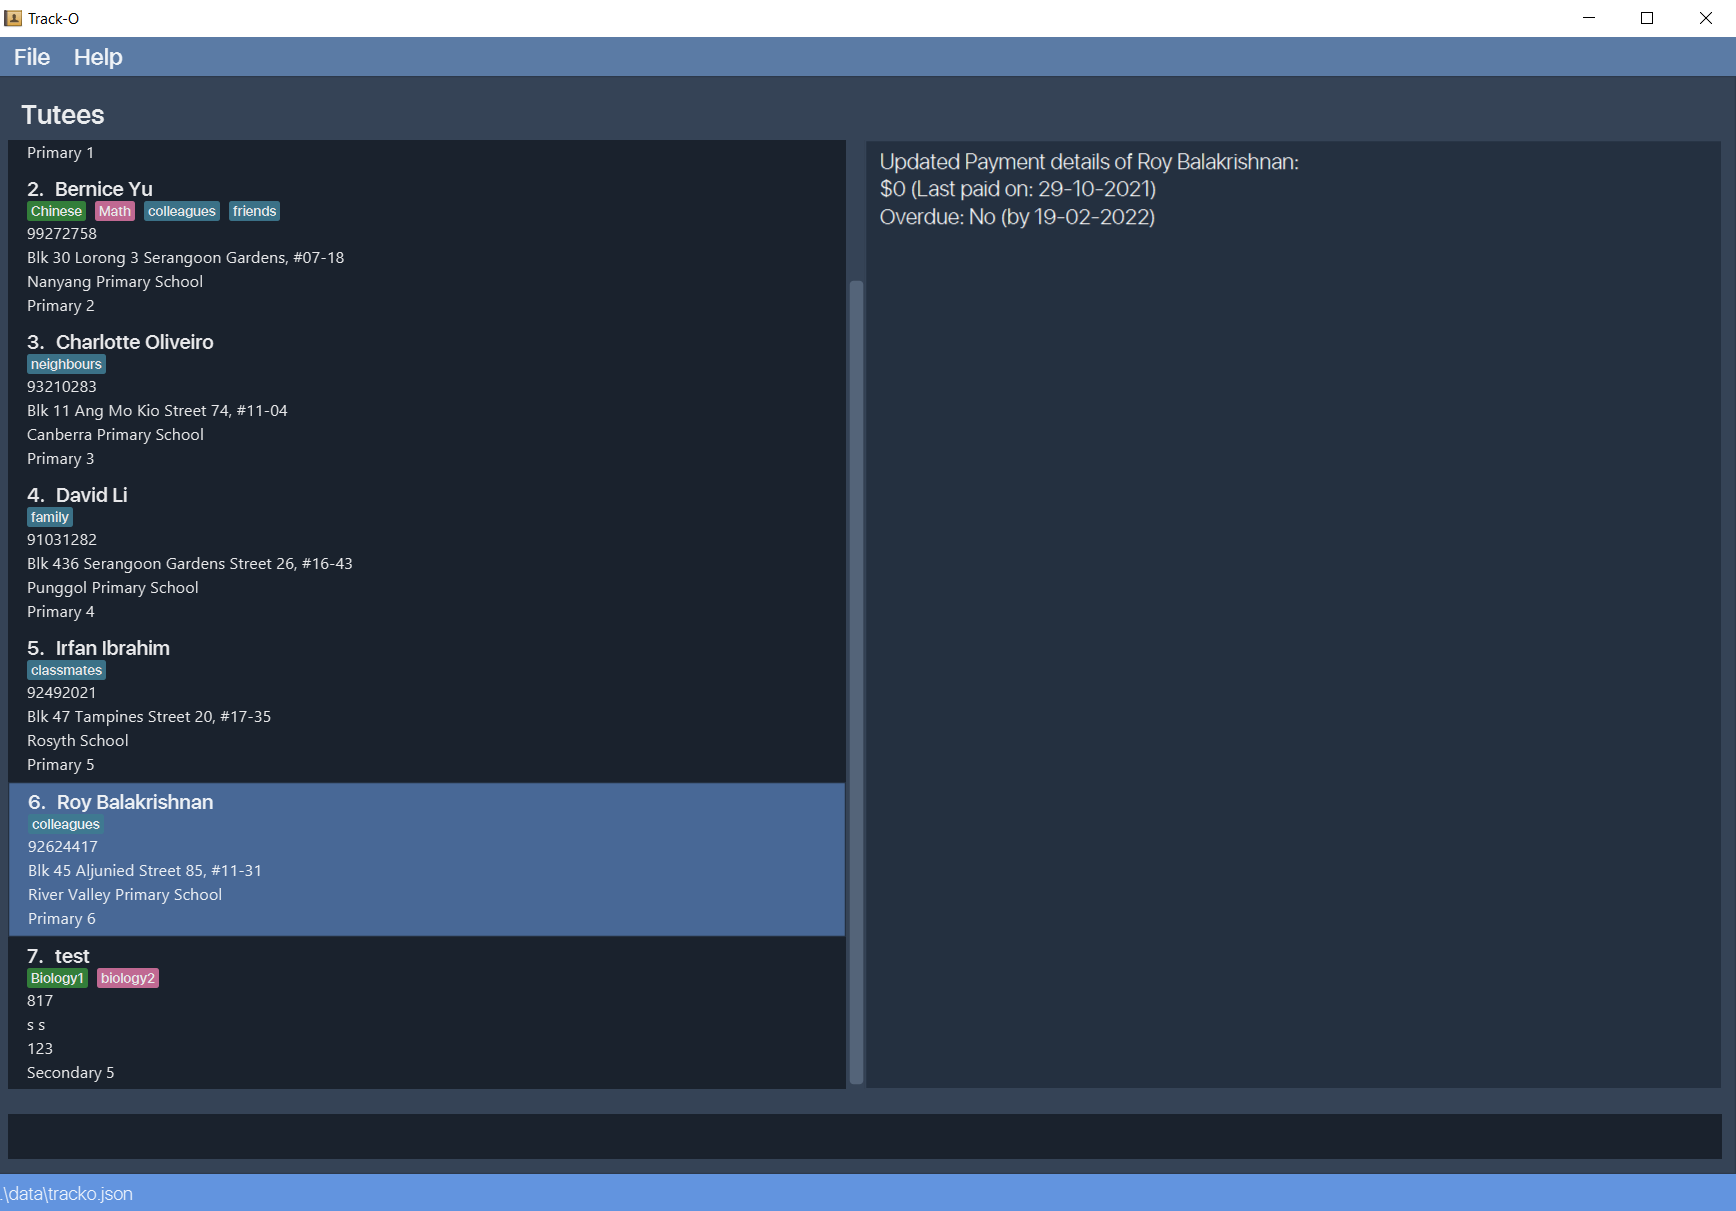 Track-O
File Help
Tutees
Primary 1
2. Bernice Yu
Chinese Math colleagues friends
99272758
Blk 30 Lorong 3 Serangoon Gardens, #07-18
Nanyang Primary School
Primary 2
3. Charlotte Oliveiro
neighbours
93210283
Blk 11 Ang Mo Kio Street 74, #11-04
Canberra Primary School
Primary 3
4. David Li
family
91031282
Blk 436 Serangoon Gardens Street 26, #16-43
Punggol Primary School
Primary 4
5. Irfan Ibrahim
classmates
92492021
Blk 47 Tampines Street 20, #17-35
Rosyth School
Primary 5
6. Roy Balakrishnan
colleagues
92624417
Blk 45 Aljunied Street 85, #11-31
River Valley Primary School
Primary 6
7. test
Biology1 biology2
817
s s
123
Secondary 5
Updated Payment details of Roy Balakrishnan:
$0 (Last paid on: 29-10-2021)
Overdue: No (by 19-02-2022)
.\data\tracko.json